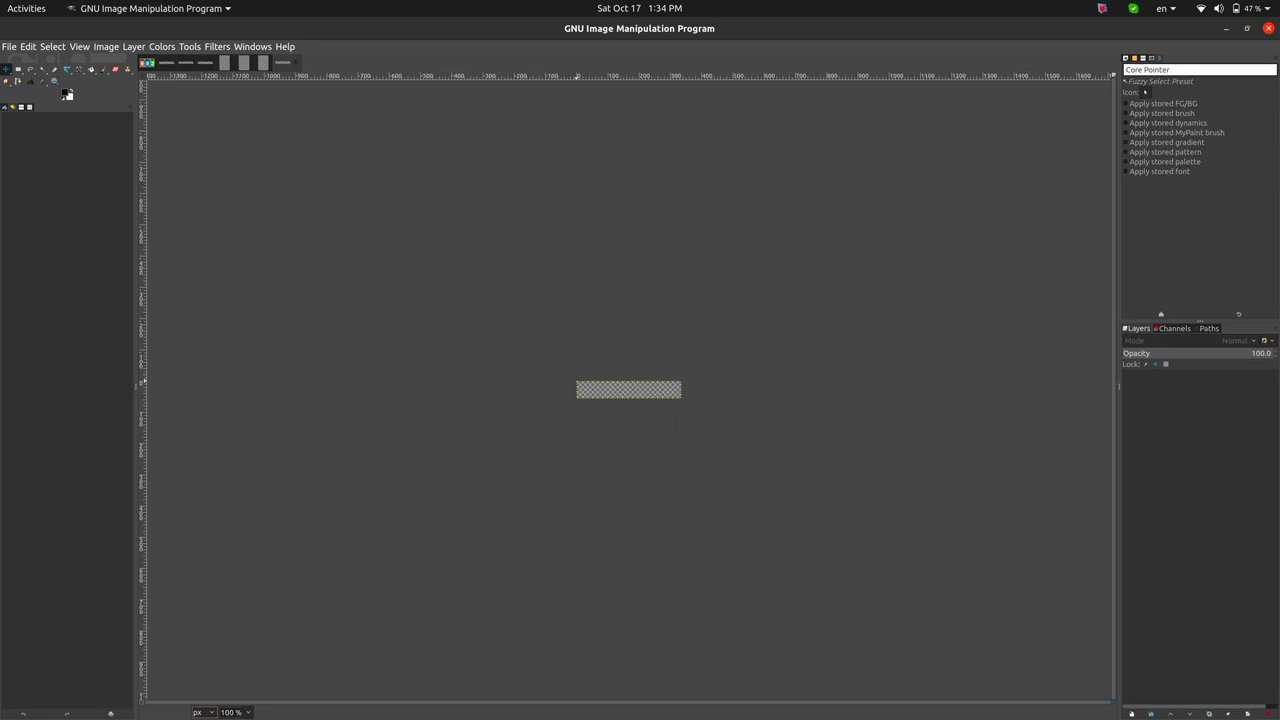 Activities
GNU Image Manipulation Program
Sat Oct 17 1:34 PM
en
47 %
GNU Image Manipulation Program
File Edit Select View Image Layer Colors Tools Filters Windows Help
Core Pointer
Fuzzy Select Preset
Icon:
Apply stored FG/BG
Apply stored brush
Apply stored dynamics
Apply stored MyPaint brush
Apply stored gradient
Apply stored pattern
Apply stored palette
Apply stored font
Layers Channels Paths
Mode Normal
Opacity 100.0
Lock:
px 100 %